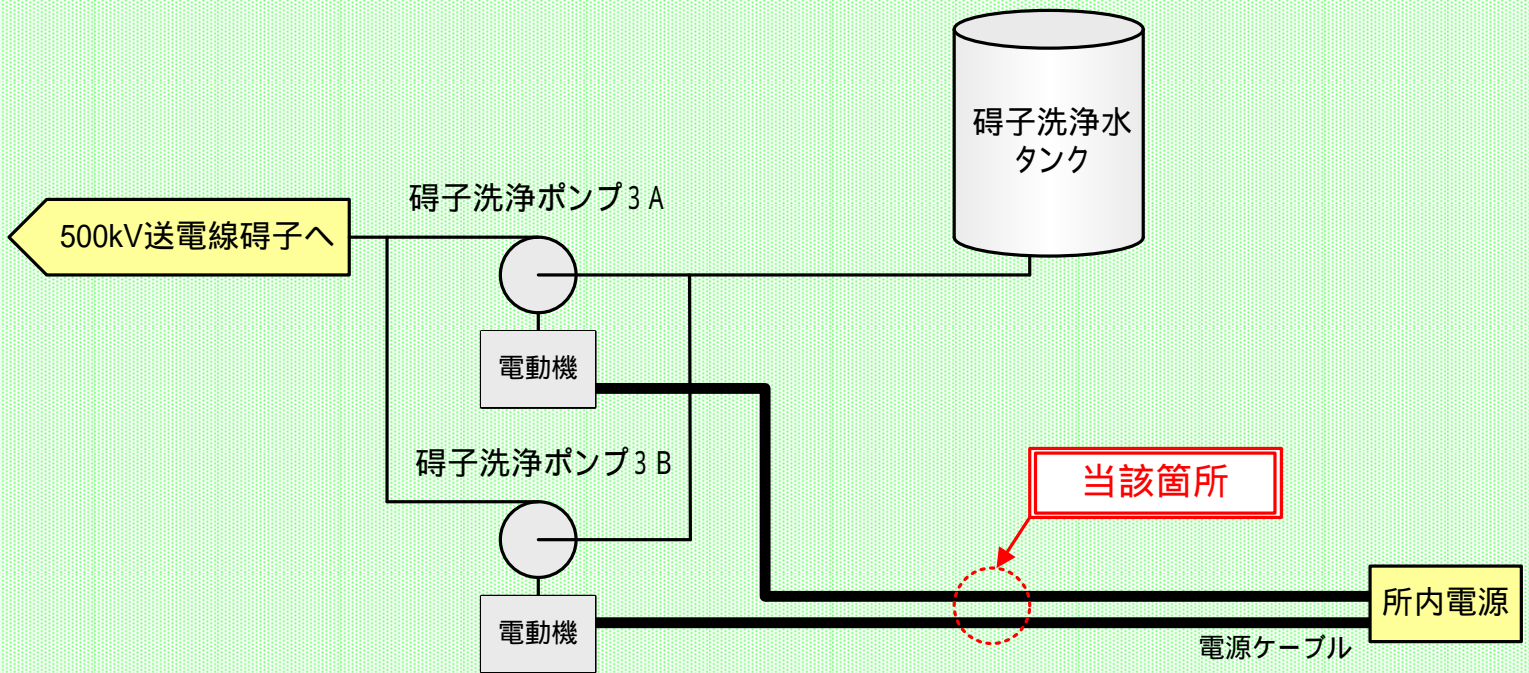 碍子洗浄水
タンク
碍子洗浄ポンプ3A
500kV送電線碍子へ
電動機
碍子洗浄ポンプ3B
当該箇所
所内電源
電動機
電源ケーブル